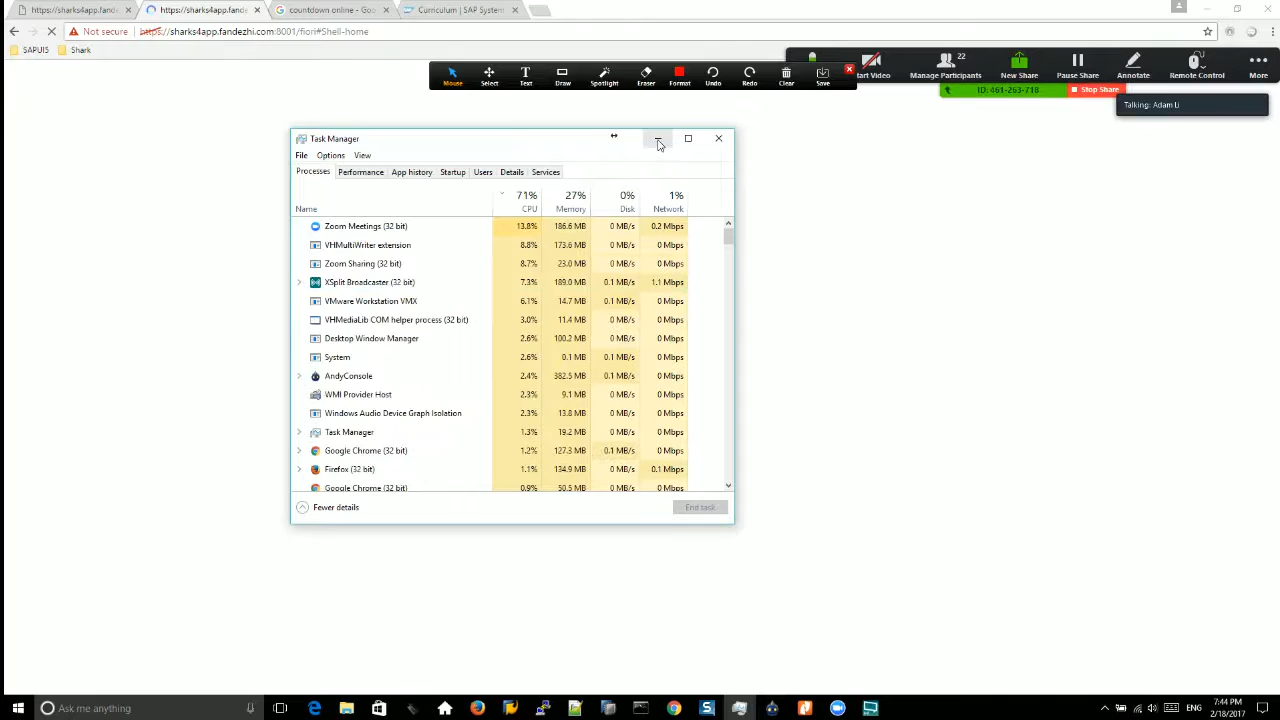 https://sharks4app.fande:
https://sharks4app.fande:
countdown online - Goo
Curriculum | SAP System
Not secure
https://sharks4app.fandezhi.com:8001/fiori#Shell-home
SAPUI5
Shark
Mouse
Select
Text
Draw
Spotlight
Eraser
Format
Undo
Redo
Clear
Save
tart Video
22
Manage Participants
New Share
Pause Share
Annotate
Remote Control
More
ID: 461-263-718
Stop Share
Talking: Adam Li
Task Manager
File Options View
Processes Performance App history Startup Users Details Services
71% 27% 0% 1%
Name CPU Memory Disk Network
Zoom Meetings (32 bit) 13.8% 186.6 MB 0 MB/s 0.2 Mbps
VHMultiWriter extension 8.8% 173.6 MB 0 MB/s 0 Mbps
Zoom Sharing (32 bit) 8.7% 23.0 MB 0 MB/s 0 Mbps
XSplit Broadcaster (32 bit) 7.3% 189.0 MB 0.1 MB/s 1.1 Mbps
VMware Workstation VMX 6.1% 14.7 MB 0.1 MB/s 0 Mbps
VHMediaLib COM helper process (32 bit) 3.0% 11.4 MB 0 MB/s 0 Mbps
Desktop Window Manager 2.6% 100.2 MB 0 MB/s 0 Mbps
System 2.6% 0.1 MB 0.1 MB/s 0 Mbps
AndyConsole 2.4% 382.5 MB 0.1 MB/s 0 Mbps
WMI Provider Host 2.3% 9.1 MB 0 MB/s 0 Mbps
Windows Audio Device Graph Isolation 2.3% 13.8 MB 0 MB/s 0 Mbps
Task Manager 1.3% 19.2 MB 0 MB/s 0 Mbps
Google Chrome (32 bit) 1.2% 127.3 MB 0.1 MB/s 0 Mbps
Firefox (32 bit) 1.1% 134.9 MB 0 MB/s 0.1 Mbps
Google Chrome (32 bit) 0.9% 50.5 MB 0 MB/s 0 Mbps
Fewer details
End task
Ask me anything
ENG
7:44 PM
2/18/2017